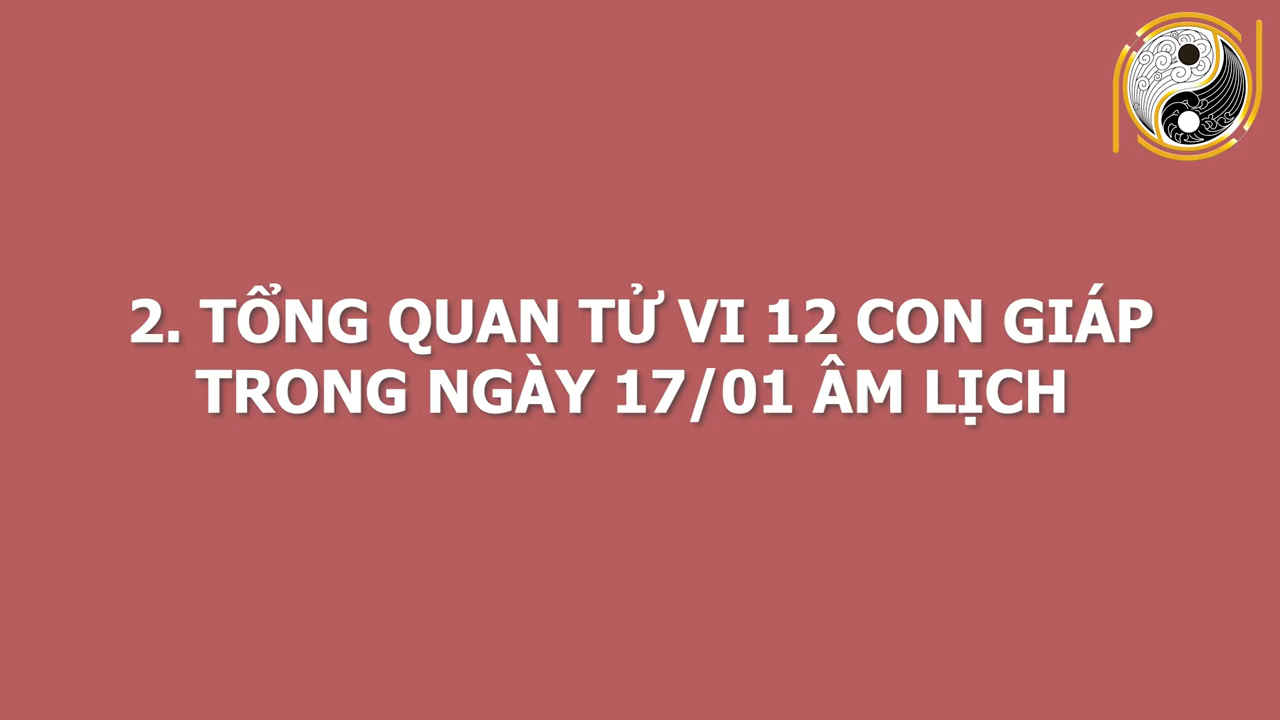 2. TỔNG QUAN TỬ VI 12 CON GIÁP
TRONG NGÀY 17/01 ÂM LỊCH